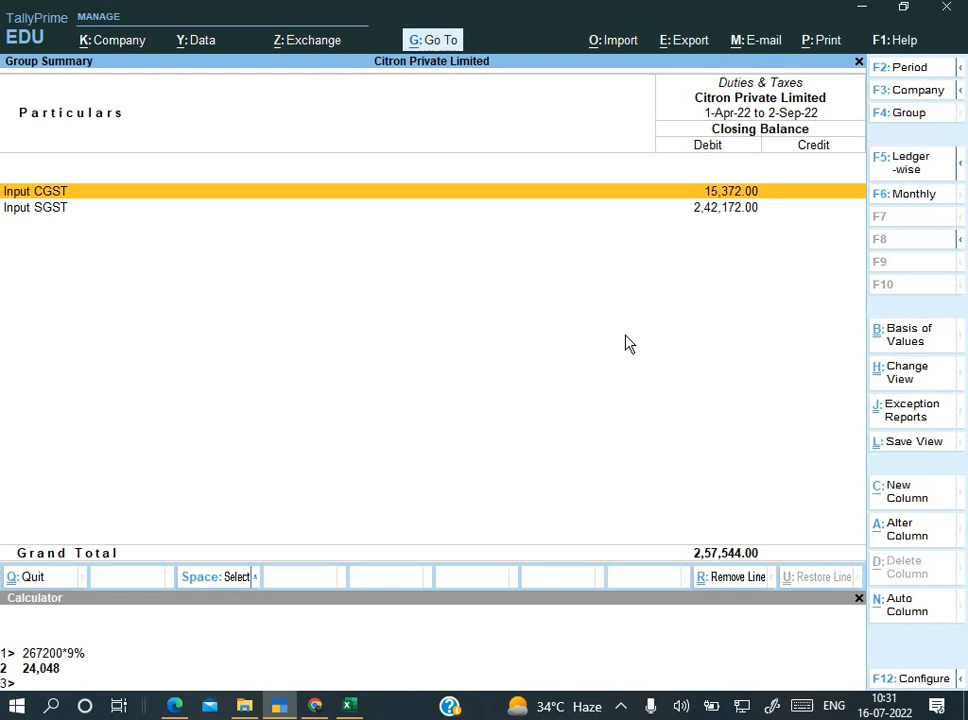 TallyPrime MANAGE
EDU
K: Company Y: Data Z: Exchange G: Go To O: Import E: Export M: E-mail P: Print F1: Help
Group Summary Citron Private Limited
Particulars
Duties & Taxes
Citron Private Limited
1-Apr-22 to 2-Sep-22
Closing Balance
Debit Credit
Input CGST 15,372.00
Input SGST 2,42,172.00
Grand Total 2,57,544.00
Q: Quit Space: Select R: Remove Line U: Restore Line
F2: Period
F3: Company
F4: Group
F5: Ledger
-wise
F6: Monthly
F7
F8
F9
F10
B: Basis of
Values
H: Change
View
J: Exception
Reports
L: Save View
C: New
Column
A: Alter
Column
D: Delete
Column
N: Auto
Column
F12: Configure
Calculator
1> 267200*9%
2 24,048
3>
34°C Haze ENG 10:31
16-07-2022